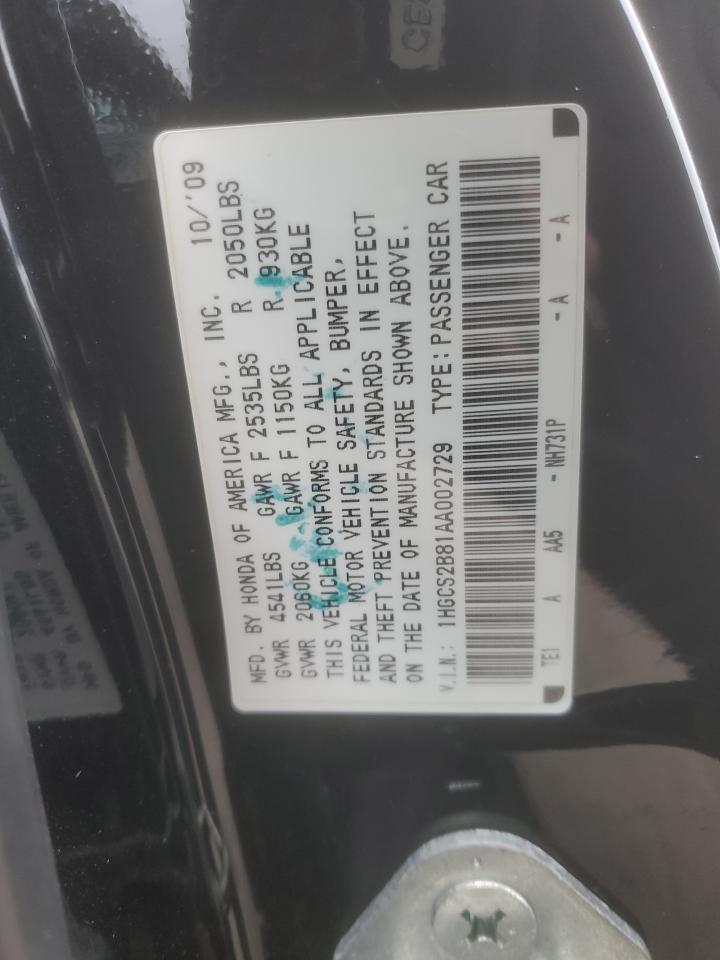 MFD. BY HONDA OF AMERICA MFG., INC. 10/'09
GVWR 4541LBS GAWR F 2535LBS R 2050LBS
GVWR 2060KG GAWR F 1150KG R 930KG
THIS VEHICLE CONFORMS TO ALL APPLICABLE
FEDERAL MOTOR VEHICLE SAFETY, BUMPER,
AND THEFT PREVENTION STANDARDS IN EFFECT
ON THE DATE OF MANUFACTURE SHOWN ABOVE.
V.I.N.: 1HGCS2B81AA002729 TYPE: PASSENGER CAR
TE1 A AA5 - NH731P - A - A